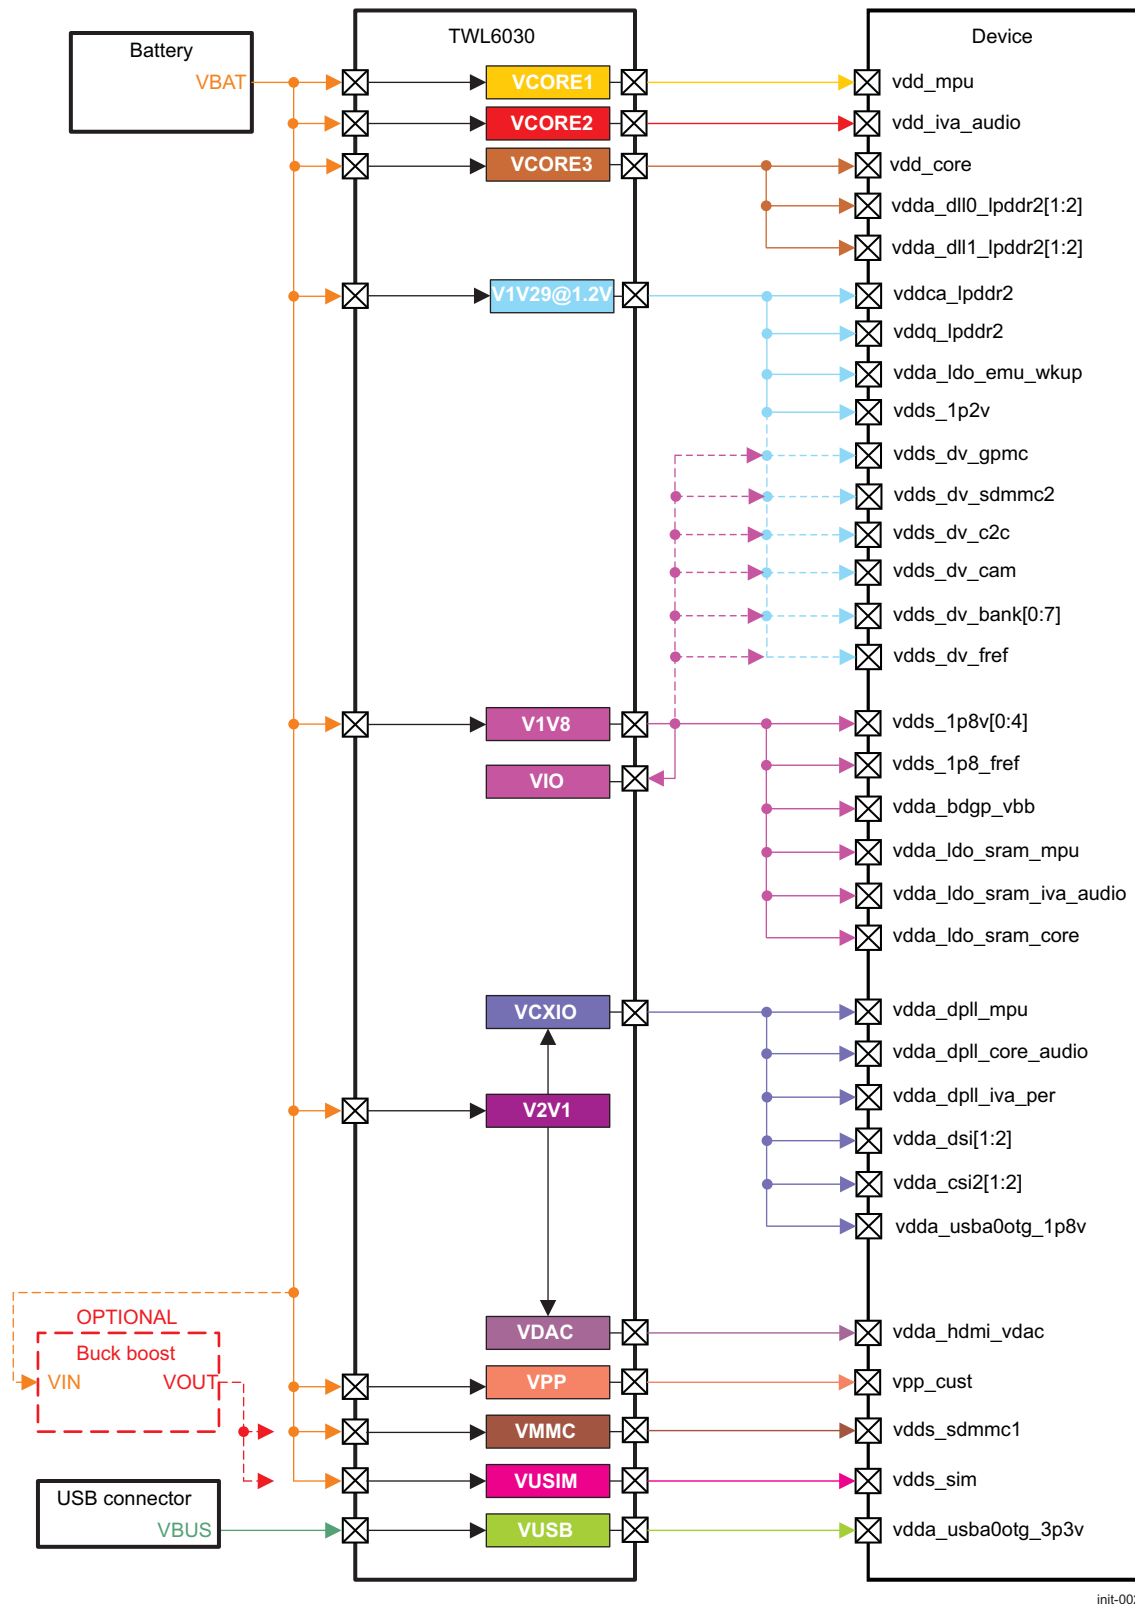 Battery
VBAT
TWL6030
Device
VCORE1
vdd_mpu
VCORE2
vdd_iva_audio
VCORE3
vdd_core
vdda_dll0_lpddr2[1:2]
vdda_dll1_lpddr2[1:2]
V1V29@1.2V
vddca_lpddr2
vddq_lpddr2
vdda_ldo_emu_wkup
vdds_1p2v
vdds_dv_gpmc
vdds_dv_sdmmc2
vdds_dv_c2c
vdds_dv_cam
vdds_dv_bank[0:7]
vdds_dv_fref
V1V8
vdds_1p8v[0:4]
VIO
vdds_1p8_fref
vdda_bdgp_vbb
vdda_ldo_sram_mpu
vdda_ldo_sram_iva_audio
vdda_ldo_sram_core
VCXIO
vdda_dpll_mpu
vdda_dpll_core_audio
V2V1
vdda_dpll_iva_per
vdda_dsi[1:2]
vdda_csi2[1:2]
vdda_usba0otg_1p8v
OPTIONAL
Buck boost
VIN
VOUT
VDAC
vdda_hdmi_vdac
VPP
vpp_cust
VMMC
vdds_sdmmc1
VUSIM
vdds_sim
USB connector
VBUS
VUSB
vdda_usba0otg_3p3v
init-002